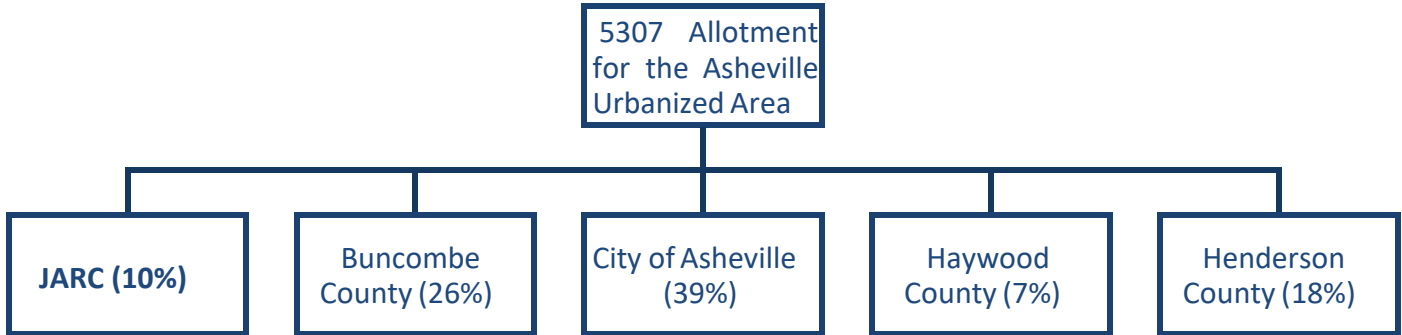 5307 Allotment
for the Asheville
Urbanized Area
JARC (10%)
Buncombe
County (26%)
City of Asheville
(39%)
Haywood
County (7%)
Henderson
County (18%)